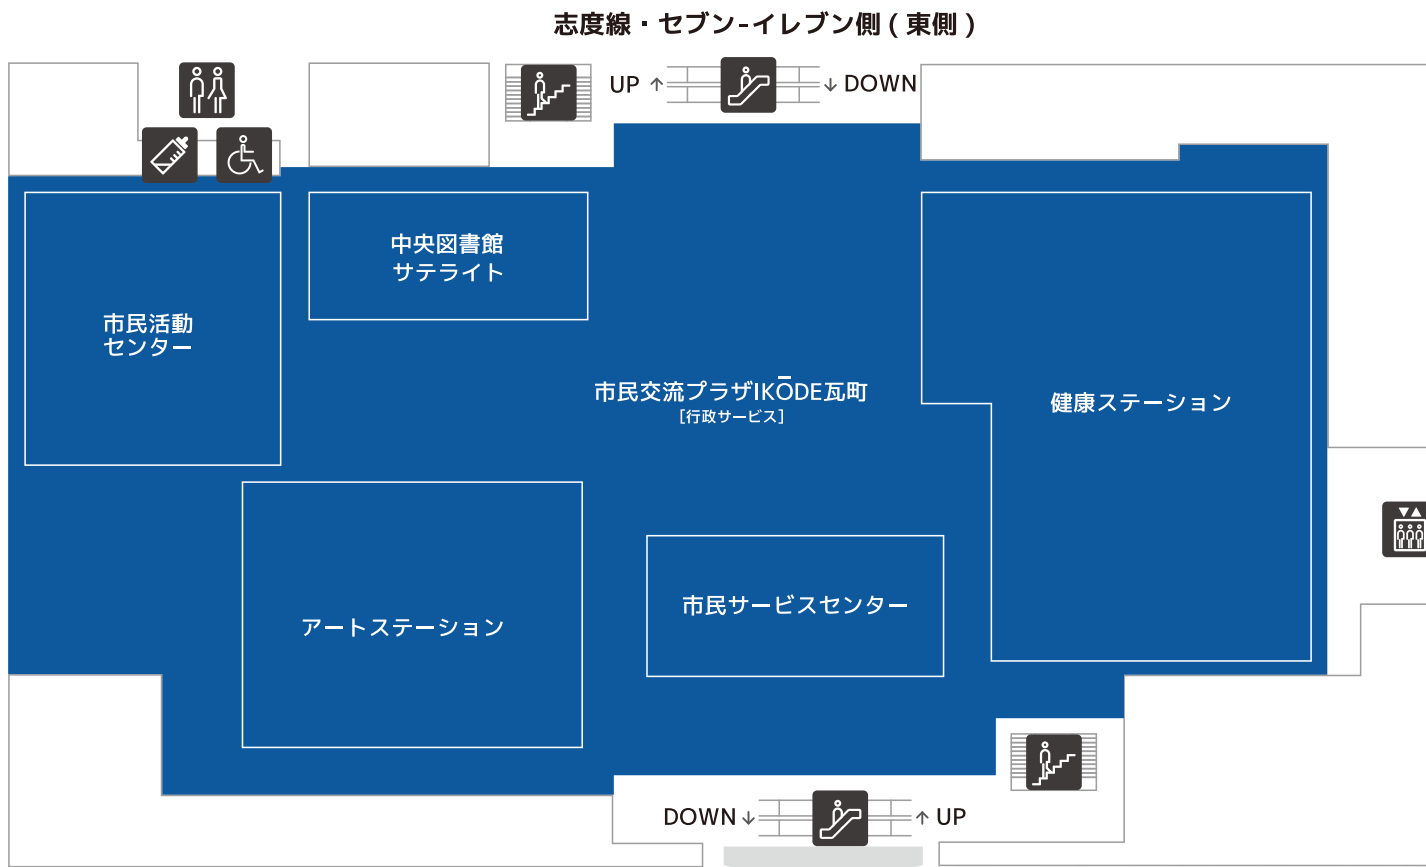 志度線・セブン-イレブン側 ( 東側 )
UP ↑
↓ DOWN
中央図書館
サテライト
市民活動
センター
市民交流プラザIKŌDE瓦町
[行政サービス]
健康ステーション
市民サービスセンター
アートステーション
DOWN ↓
↑ UP